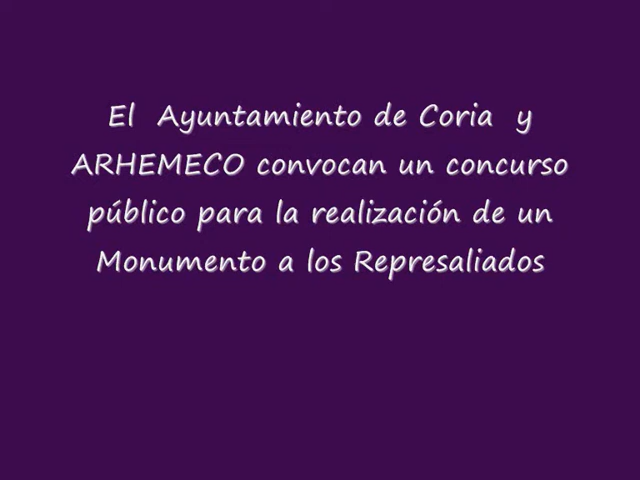 El Ayuntamiento de Coria y
ARHEMECO convocan un concurso
público para la realización de un
Monumento a los Represaliados